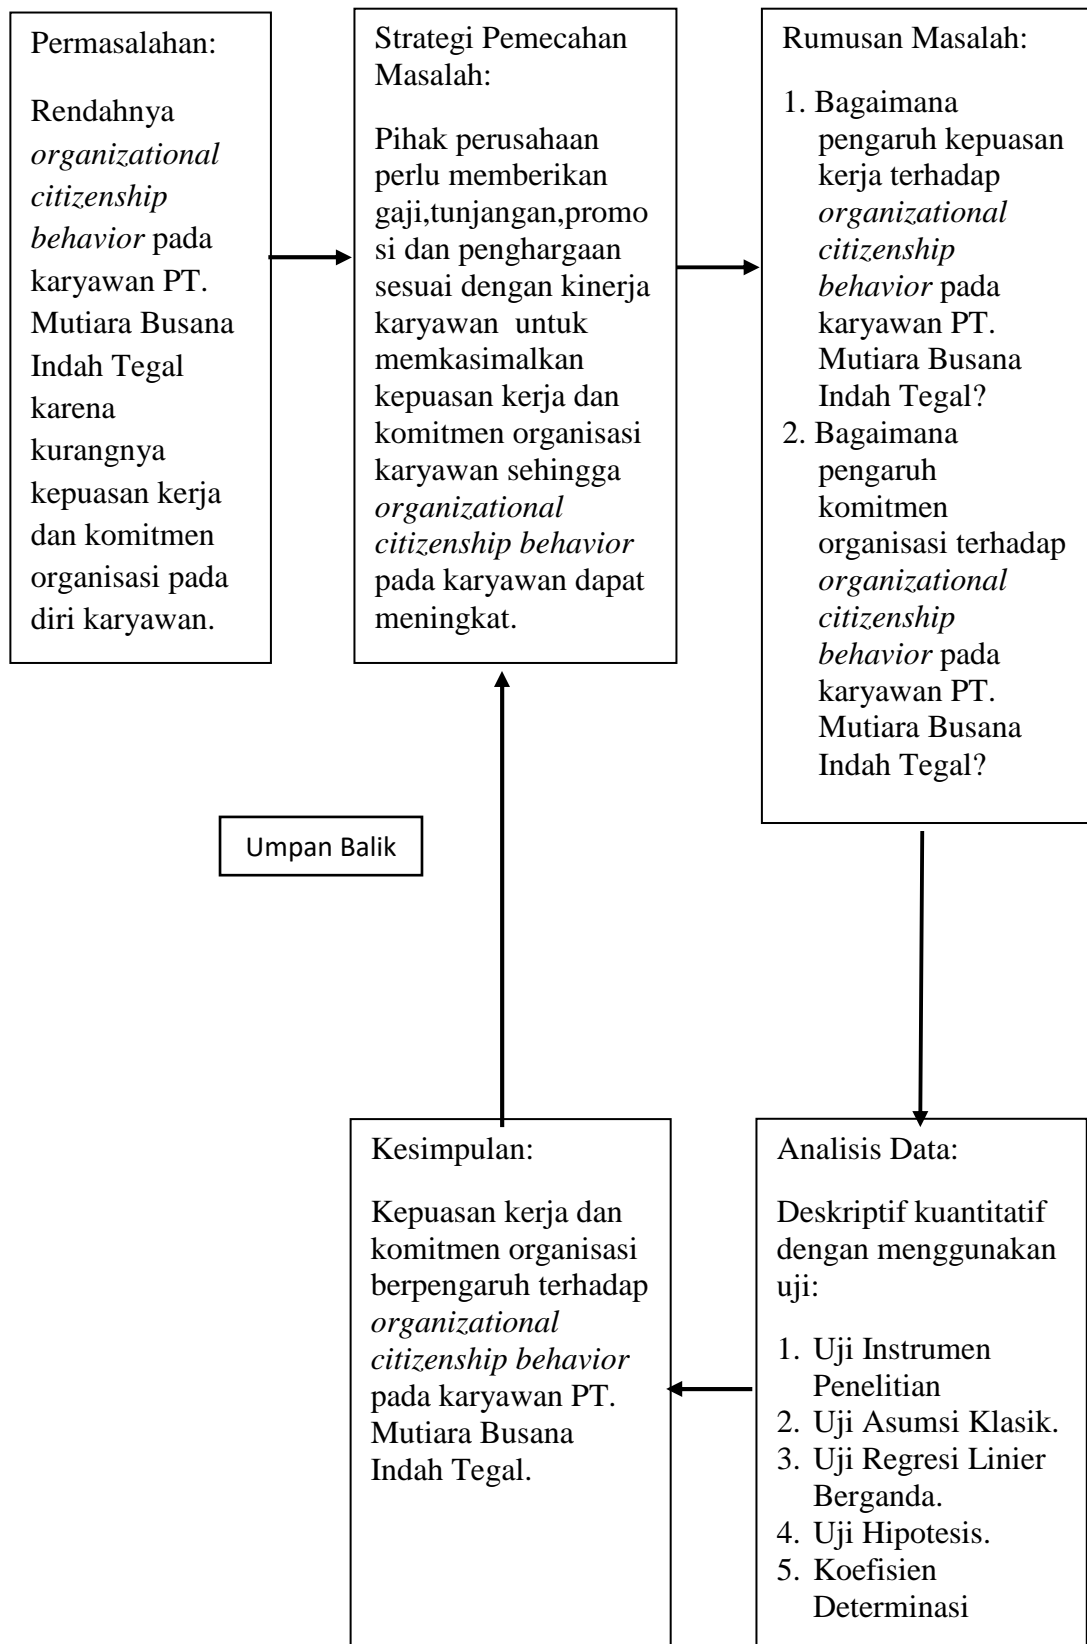 Permasalahan:
Rendahnya
organizational
citizenship
behavior pada
karyawan PT.
Mutiara Busana
Indah Tegal
karena
kurangnya
kepuasan kerja
dan komitmen
organisasi pada
diri karyawan.
Strategi Pemecahan
Masalah:
Pihak perusahaan
perlu memberikan
gaji,tunjangan,promo
si dan penghargaan
sesuai dengan kinerja
karyawan untuk
memkasimalkan
kepuasan kerja dan
komitmen organisasi
karyawan sehingga
organizational
citizenship behavior
pada karyawan dapat
meningkat.
Rumusan Masalah:
1. Bagaimana
pengaruh kepuasan
kerja terhadap
organizational
citizenship
behavior pada
karyawan PT.
Mutiara Busana
Indah Tegal?
2. Bagaimana
pengaruh
komitmen
organisasi terhadap
organizational
citizenship
behavior pada
karyawan PT.
Mutiara Busana
Indah Tegal?
Umpan Balik
Kesimpulan:
Kepuasan kerja dan
komitmen organisasi
berpengaruh terhadap
organizational
citizenship behavior
pada karyawan PT.
Mutiara Busana
Indah Tegal.
Analisis Data:
Deskriptif kuantitatif
dengan menggunakan
uji:
1. Uji Instrumen
Penelitian
2. Uji Asumsi Klasik.
3. Uji Regresi Linier
Berganda.
4. Uji Hipotesis.
5. Koefisien
Determinasi